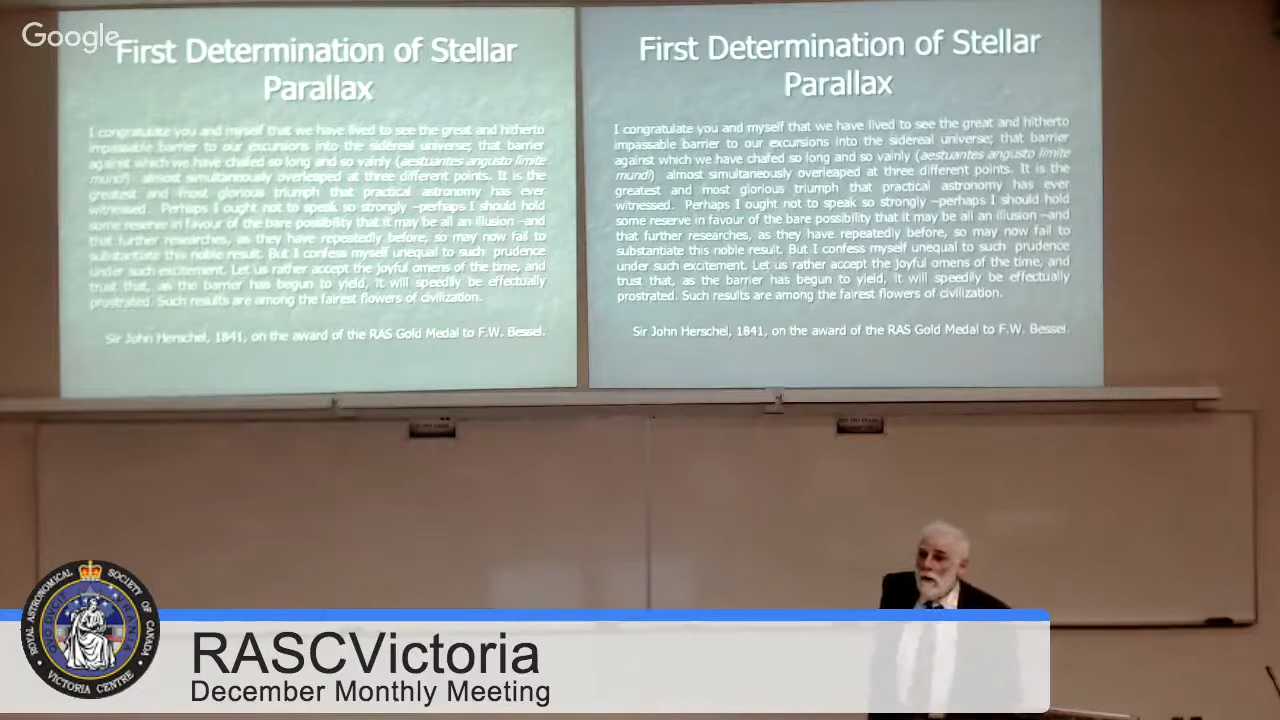 Google
First Determination of Stellar
Parallax
I congratulate you and myself that we have lived to see the great and hitherto
impassable barrier to our excursions into the sidereal universe; that barrier
against which we have chafed so long and so vainly (aestuantes angusto limite
mundi) almost simultaneously overleaped at three different points. It is the
greatest and most glorious triumph that practical astronomy has ever
witnessed. Perhaps I ought not to speak so strongly –perhaps I should hold
some reserve in favour of the bare possibility that it may be all an illusion –and
that further researches, as they have repeatedly before, so may now fail to
substantiate this noble result. But I confess myself unequal to such prudence
under such excitement. Let us rather accept the joyful omens of the time, and
trust that, as the barrier has begun to yield, it will speedily be effectually
prostrated. Such results are among the fairest flowers of civilization.
Sir John Herschel, 1841, on the award of the RAS Gold Medal to F.W. Bessel.
First Determination of Stellar
Parallax
I congratulate you and myself that we have lived to see the great and hitherto
impassable barrier to our excursions into the sidereal universe; that barrier
against which we have chafed so long and so vainly (aestuantes angusto limite
mundi) almost simultaneously overleaped at three different points. It is the
greatest and most glorious triumph that practical astronomy has ever
witnessed. Perhaps I ought not to speak so strongly –perhaps I should hold
some reserve in favour of the bare possibility that it may be all an illusion –and
that further researches, as they have repeatedly before, so may now fail to
substantiate this noble result. But I confess myself unequal to such prudence
under such excitement. Let us rather accept the joyful omens of the time, and
trust that, as the barrier has begun to yield, it will speedily be effectually
prostrated. Such results are among the fairest flowers of civilization.
Sir John Herschel, 1841, on the award of the RAS Gold Medal to F.W. Bessel.
ROYAL ASTRONOMICAL SOCIETY OF CANADA
QUO DUCIT URANIA
VICTORIA CENTRE
RASCVictoria
December Monthly Meeting